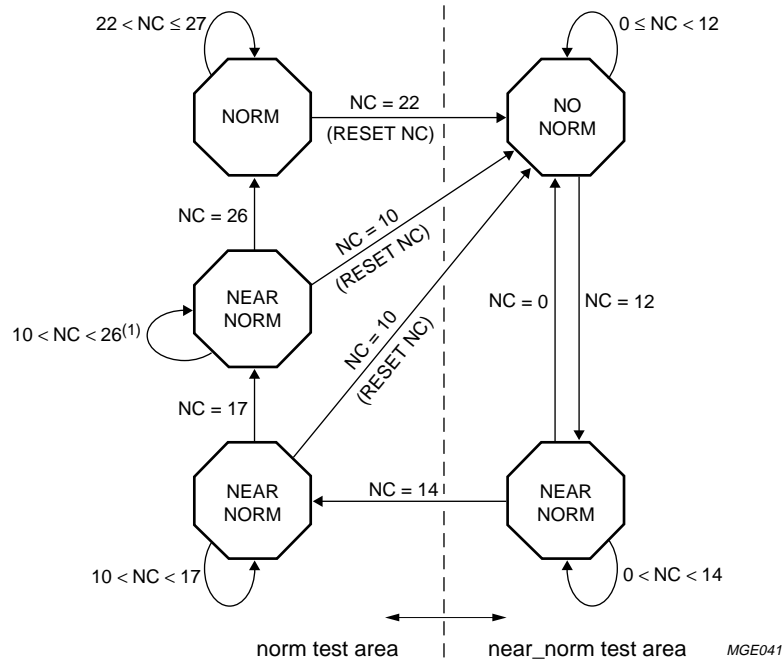 22 < NC ≤ 27
0 ≤ NC < 12
NORM
NC = 22
(RESET NC)
NO
NORM
NC = 26
NC = 10
(RESET NC)
NEAR
NORM
10 < NC < 26(1)
NC = 10
(RESET NC)
NC = 0
NC = 12
NC = 17
NEAR
NORM
NC = 14
NEAR
NORM
10 < NC < 17
0 < NC < 14
norm test area
near_norm test area
MGE041